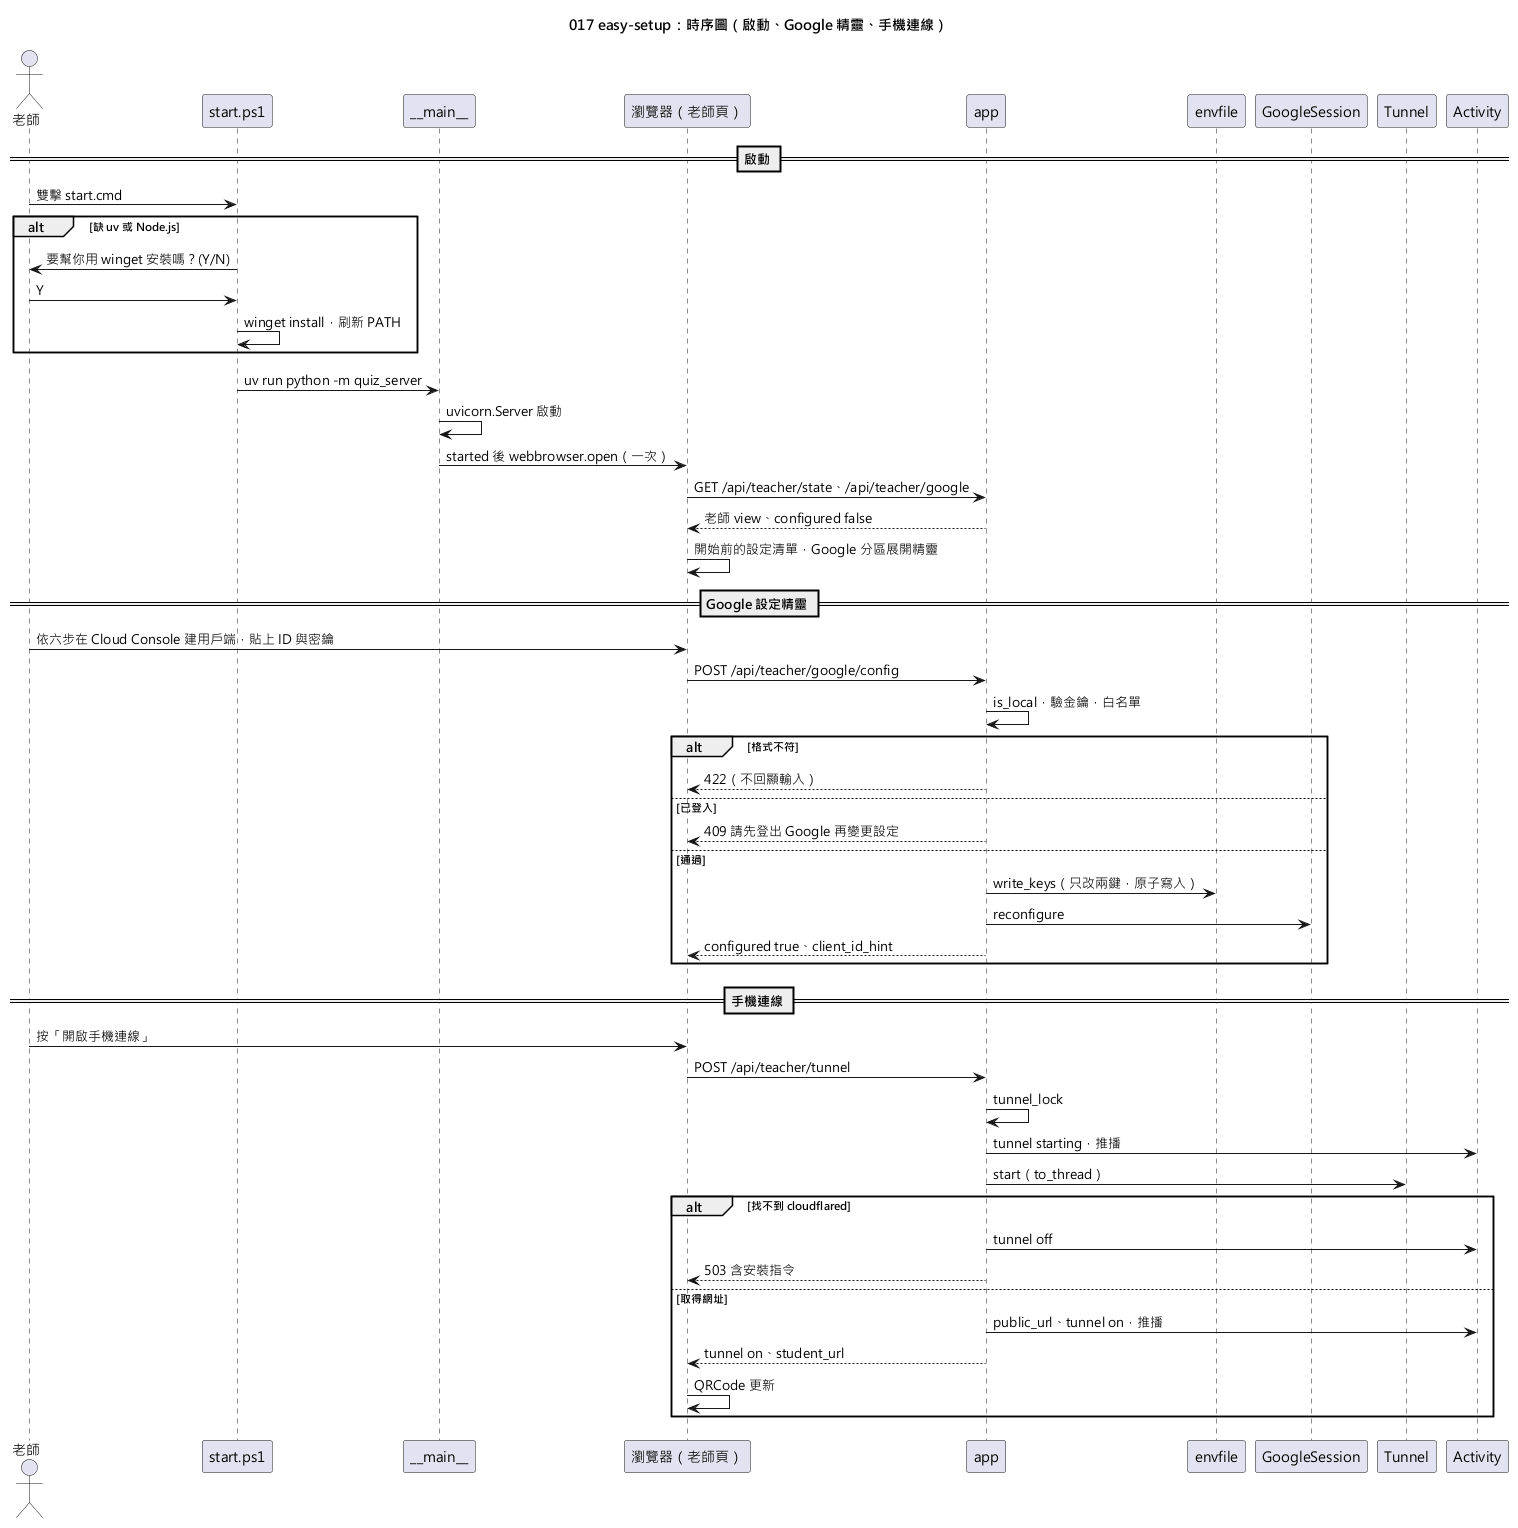 017 easy-setup：時序圖（啟動、Google 精靈、手機連線）
老師
start.ps1
__main__
瀏覽器（老師頁）
app
envfile
GoogleSession
Tunnel
Activity
啟動
雙擊 start.cmd
alt [缺 uv 或 Node.js]
要幫你用 winget 安裝嗎？(Y/N)
Y
winget install，刷新 PATH
uv run python -m quiz_server
uvicorn.Server 啟動
started 後 webbrowser.open（一次）
GET /api/teacher/state、/api/teacher/google
老師 view、configured false
開始前的設定清單，Google 分區展開精靈
Google 設定精靈
依六步在 Cloud Console 建用戶端，貼上 ID 與密鑰
POST /api/teacher/google/config
is_local，驗金鑰，白名單
alt [格式不符]
422（不回顯輸入）
[已登入]
409 請先登出 Google 再變更設定
[通過]
write_keys（只改兩鍵，原子寫入）
reconfigure
configured true、client_id_hint
手機連線
按「開啟手機連線」
POST /api/teacher/tunnel
tunnel_lock
tunnel starting，推播
start（to_thread）
alt [找不到 cloudflared]
tunnel off
503 含安裝指令
[取得網址]
public_url、tunnel on，推播
tunnel on、student_url
QRCode 更新
老師
start.ps1
__main__
瀏覽器（老師頁）
app
envfile
GoogleSession
Tunnel
Activity